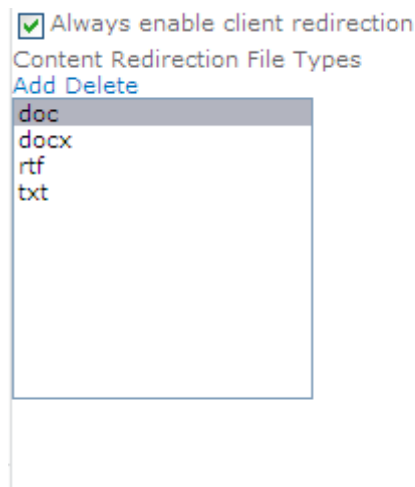 Always enable client redirection
Content Redirection File Types
Add Delete
doc
docx
rtf
txt